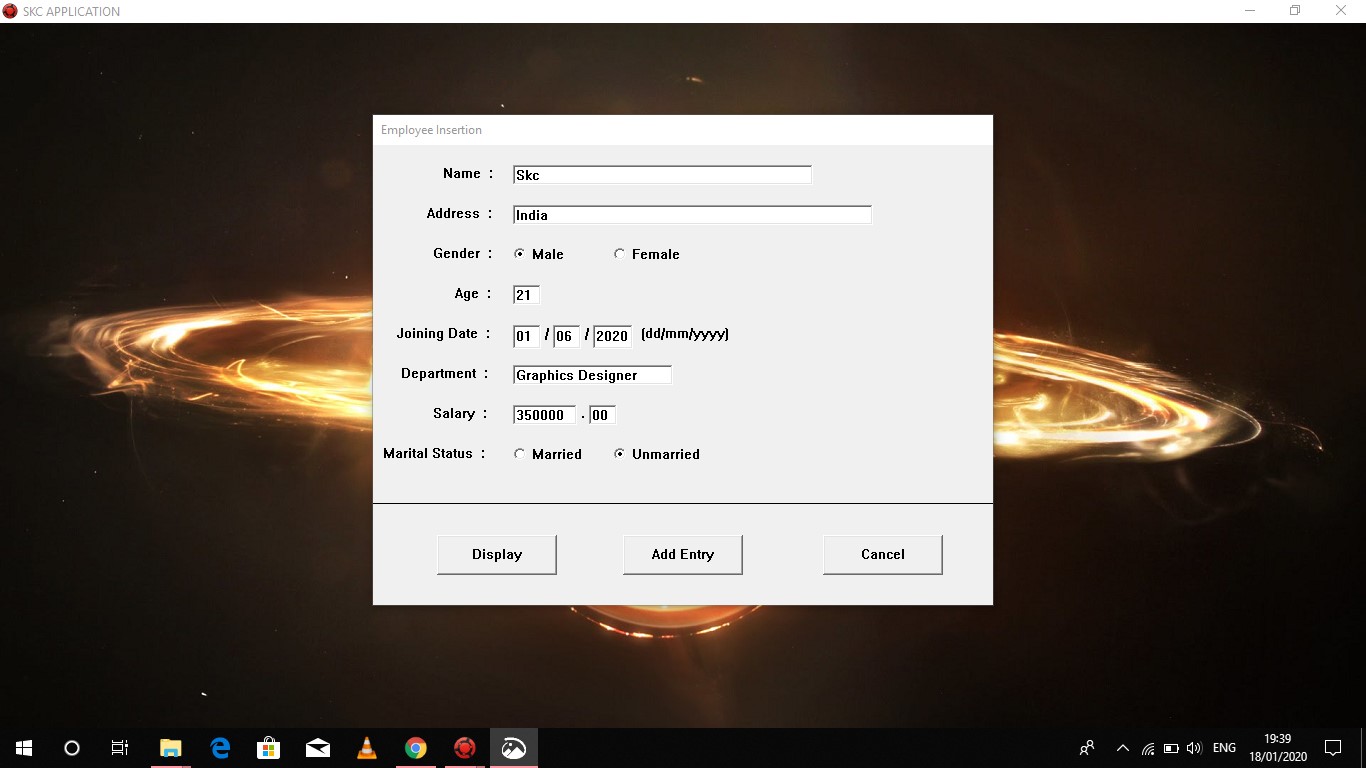 SKC APPLICATION
Employee Insertion
Name : Skc
Address : India
Gender : Male Female
Age : 21
Joining Date : 01 / 06 / 2020 (dd/mm/yyyy)
Department : Graphics Designer
Salary : 350000 . 00
Marital Status : Married Unmarried
Display Add Entry Cancel
ENG
19:39
18/01/2020